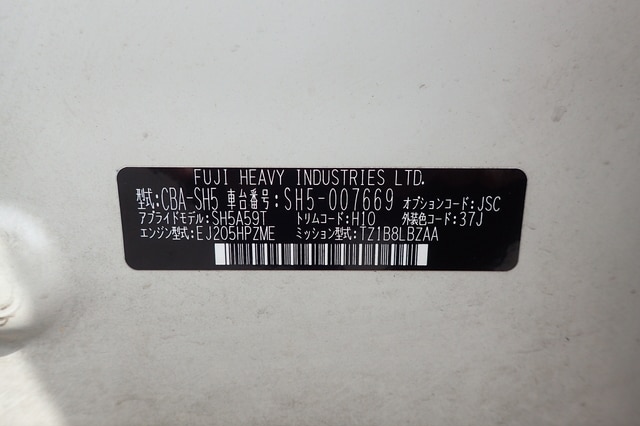 FUJI HEAVY INDUSTRIES LTD.
型式:CBA-SH5 車台番号:SH5-007669 オプションコード:JSC
アプライドモデル:SH5A59T トリムコード:H10 外装色コード:37J
エンジン型式:EJ205HPZME ミッション型式:TZ1B8LBZAA